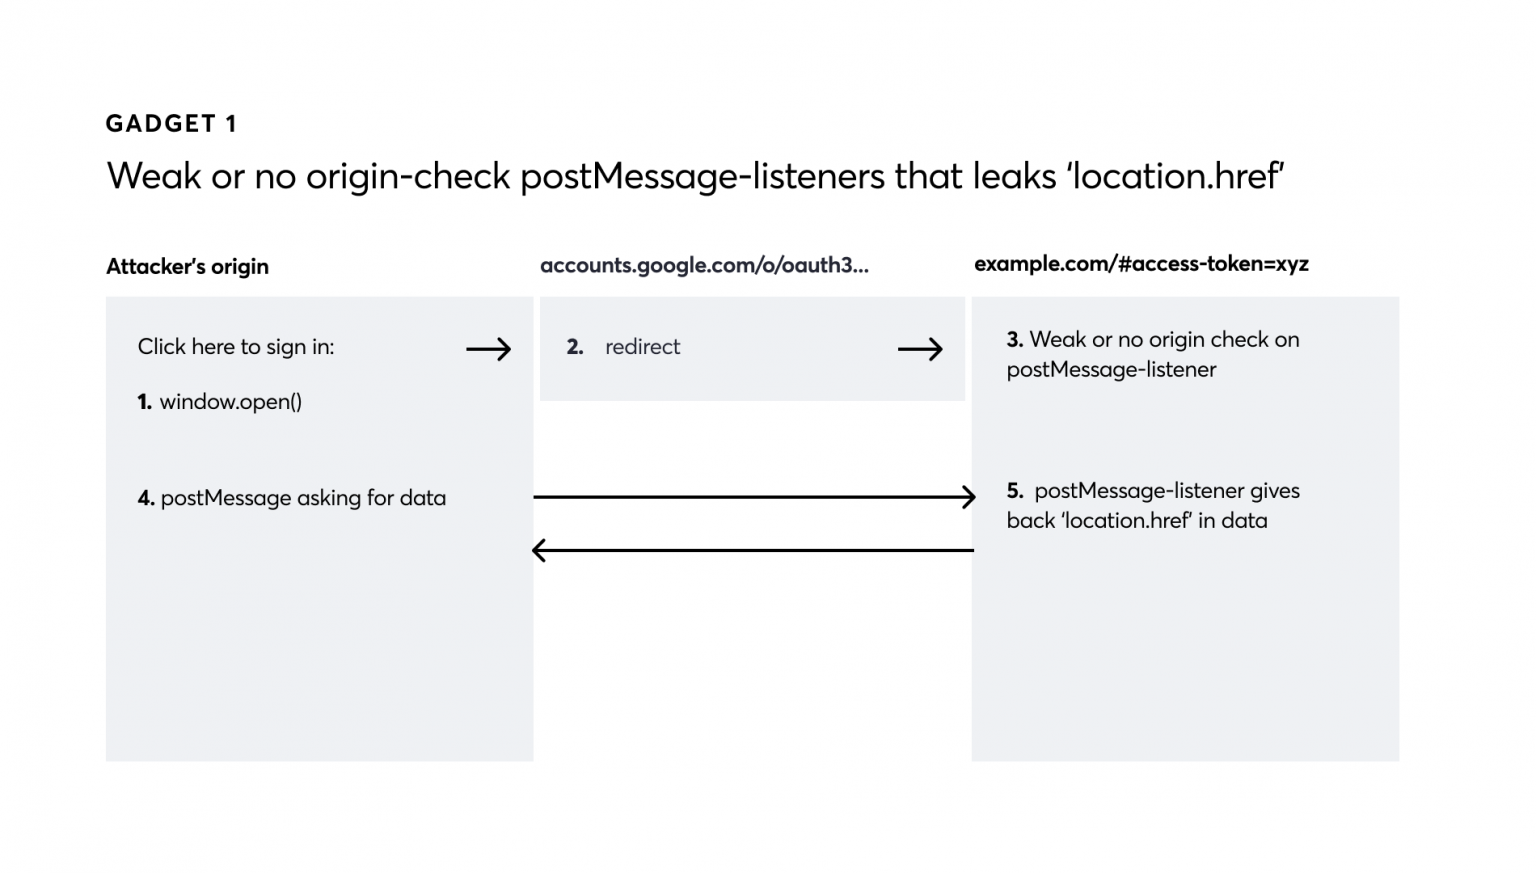 GADGET 1
Weak or no origin-check postMessage-listeners that leaks ‘location.href’
Attacker’s origin
Click here to sign in:
1. window.open()
4. postMessage asking for data
accounts.google.com/o/oauth3...
2. redirect
example.com/#access-token=xyz
3. Weak or no origin check on
postMessage-listener
5. postMessage-listener gives
back ‘location.href’ in data